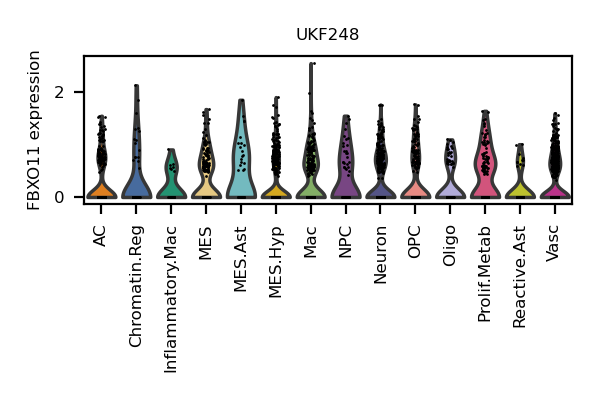 UKF248
FBXO11 expression
2
0
AC
Chromatin.Reg
Inflammatory.Mac
MES
MES.Ast
MES.Hyp
Mac
NPC
Neuron
OPC
Oligo
Prolif.Metab
Reactive.Ast
Vasc